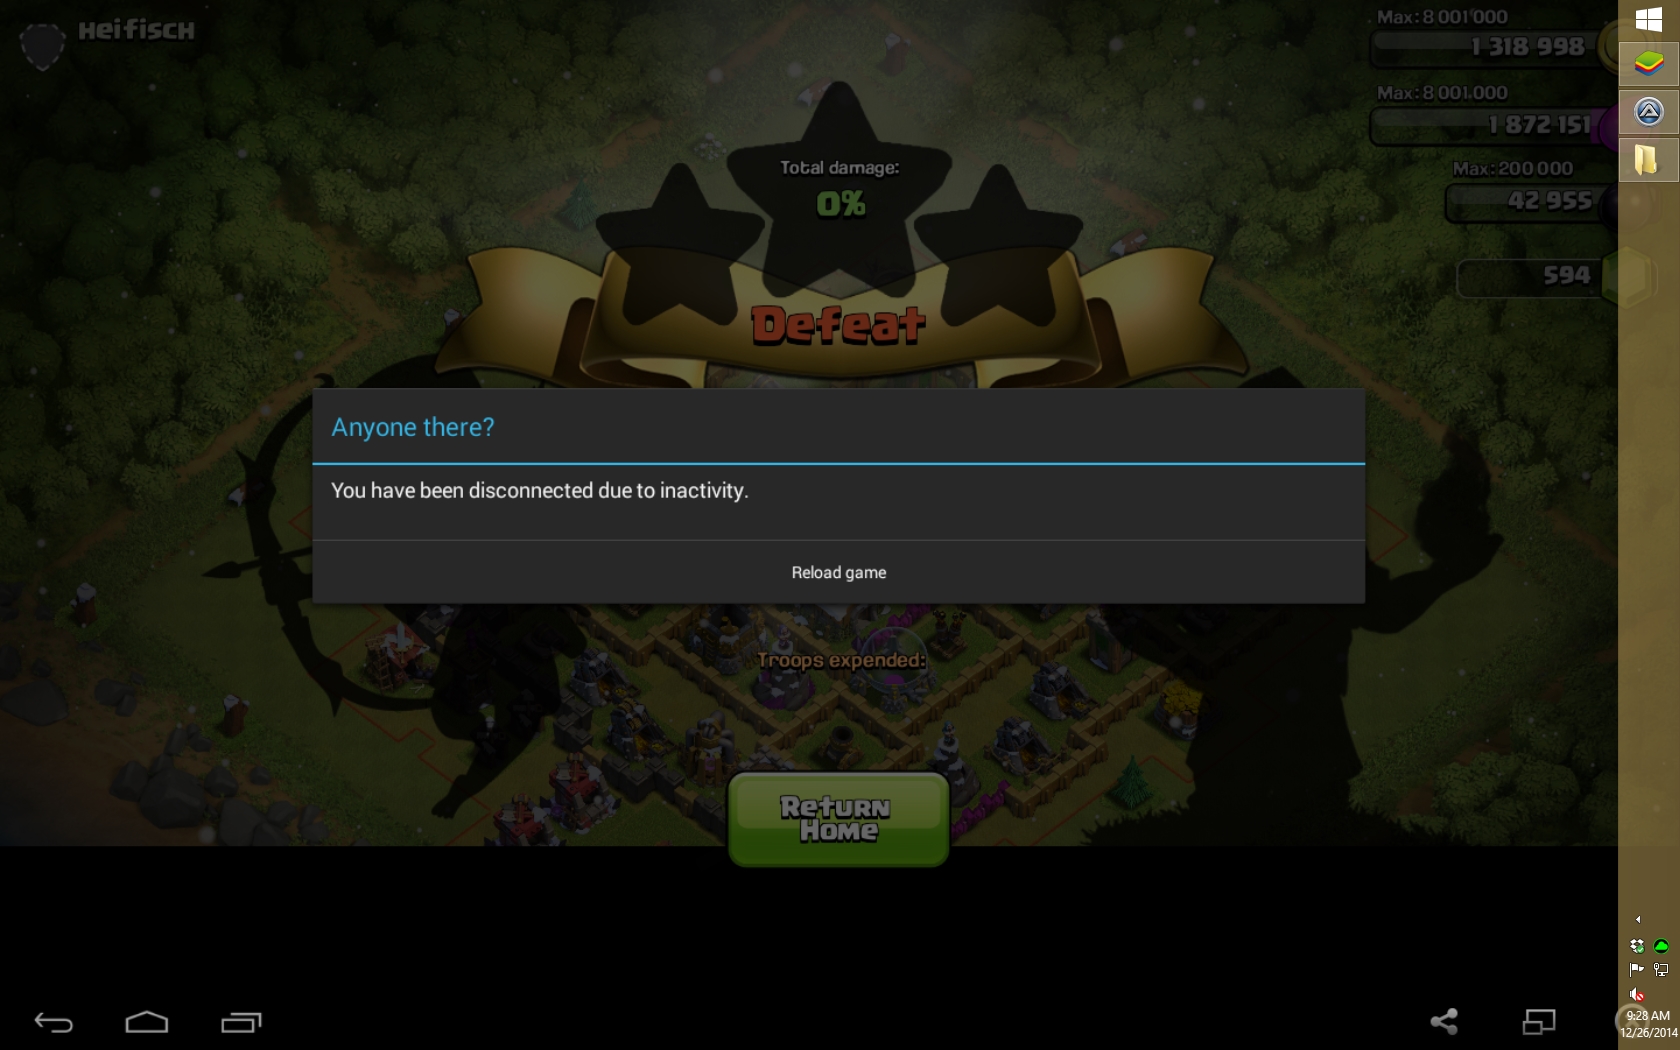 Heifisch
Max: 8 001 000
1 318 998
Max: 8 001 000
1 872 151
Max: 200 000
42 955
594
Total damage:
0%
Defeat
Anyone there?
You have been disconnected due to inactivity.
Reload game
Troops expended:
Return
Home
9:28 AM
12/26/2014